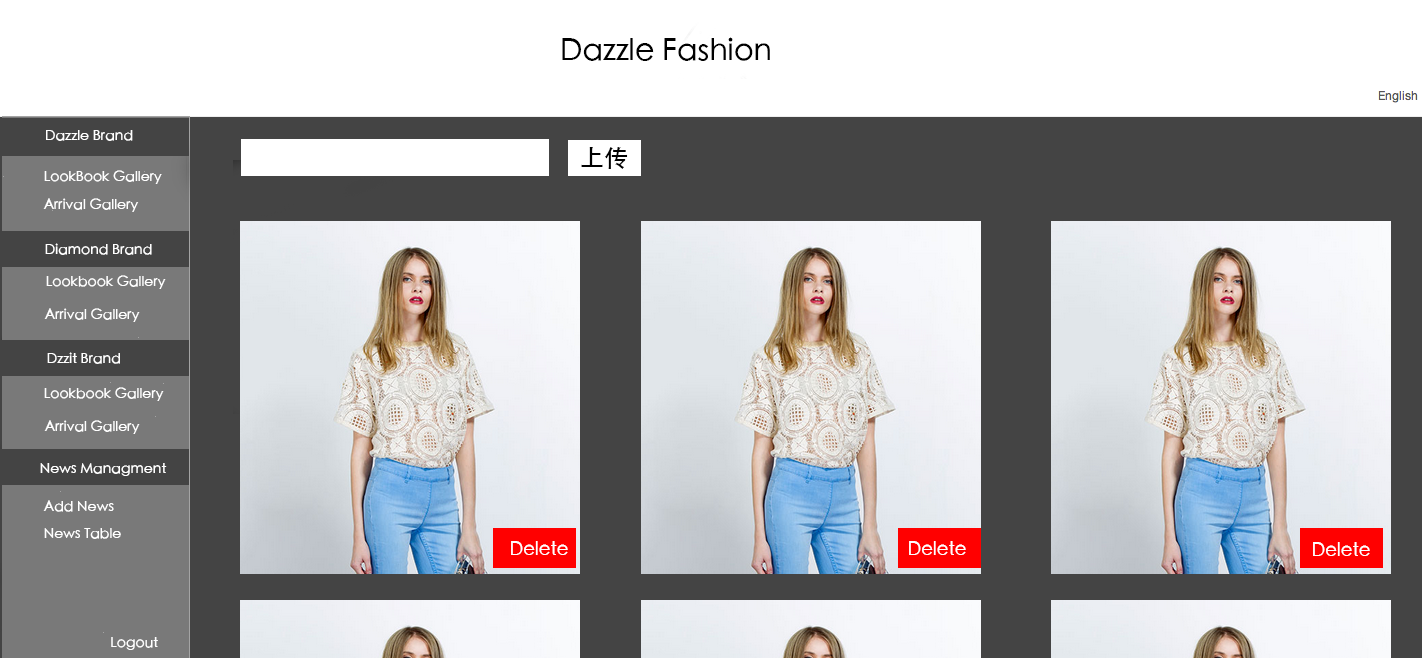 Dazzle Fashion
English
Dazzle Brand
LookBook Gallery
Arrival Gallery
Diamond Brand
Lookbook Gallery
Arrival Gallery
Dzzit Brand
Lookbook Gallery
Arrival Gallery
News Managment
Add News
News Table
Logout
上传
Delete
Delete
Delete